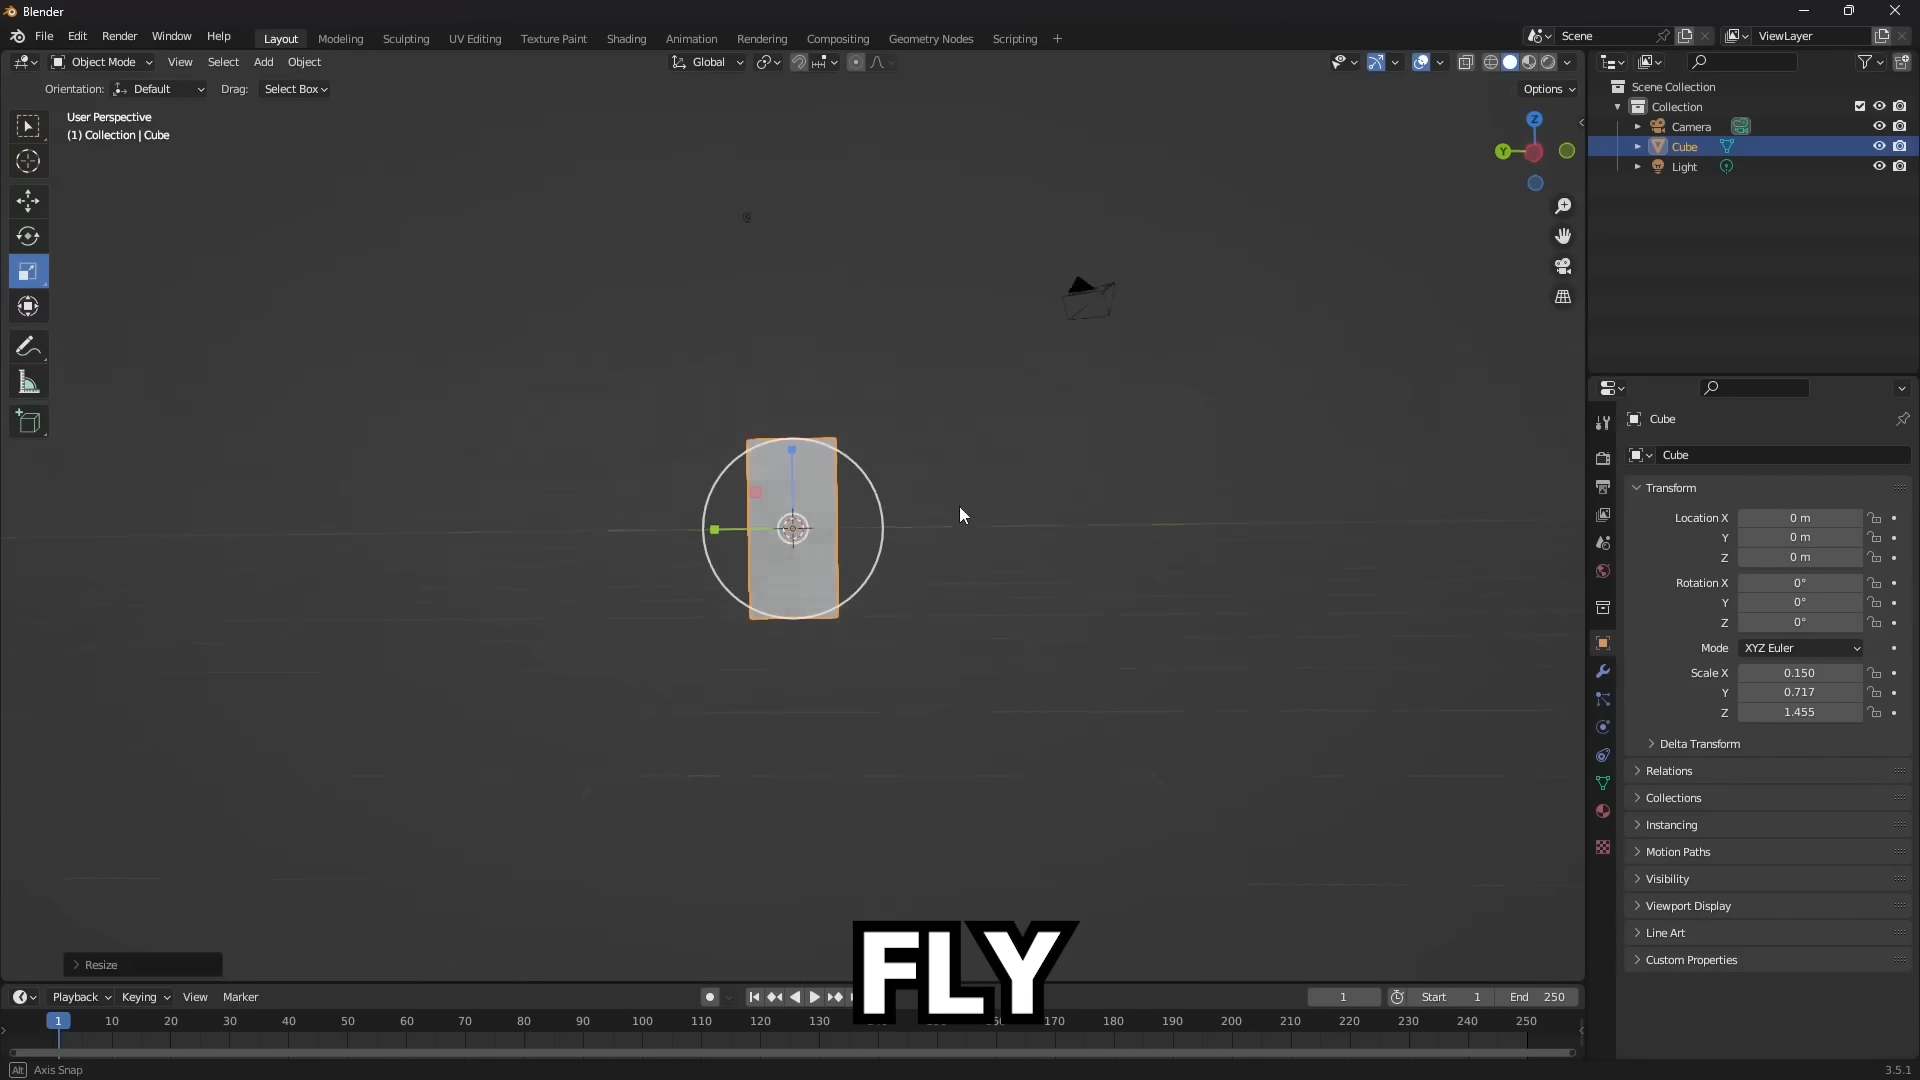 Blender
File Edit Render Window Help Layout Modeling Sculpting UV Editing Texture Paint Shading Animation Rendering Compositing Geometry Nodes Scripting + Scene ViewLayer
Object Mode View Select Add Object Global
Orientation: Default Drag: Select Box Options
User Perspective
(1) Collection | Cube
Z
Y
Scene Collection
Collection
Camera
Cube
Light
Cube
Cube
Transform
Location X 0 m
Y 0 m
Z 0 m
Rotation X 0°
Y 0°
Z 0°
Mode XYZ Euler
Scale X 0.150
Y 0.717
Z 1.455
Delta Transform
Relations
Collections
Instancing
Motion Paths
Visibility
Viewport Display
Line Art
Custom Properties
Resize
FLY
Playback Keying View Marker 1 Start 1 End 250
1 10 20 30 40 50 60 70 80 90 100 110 120 130 170 180 190 200 210 220 230 240 250
Alt Axis Snap 3.5.1